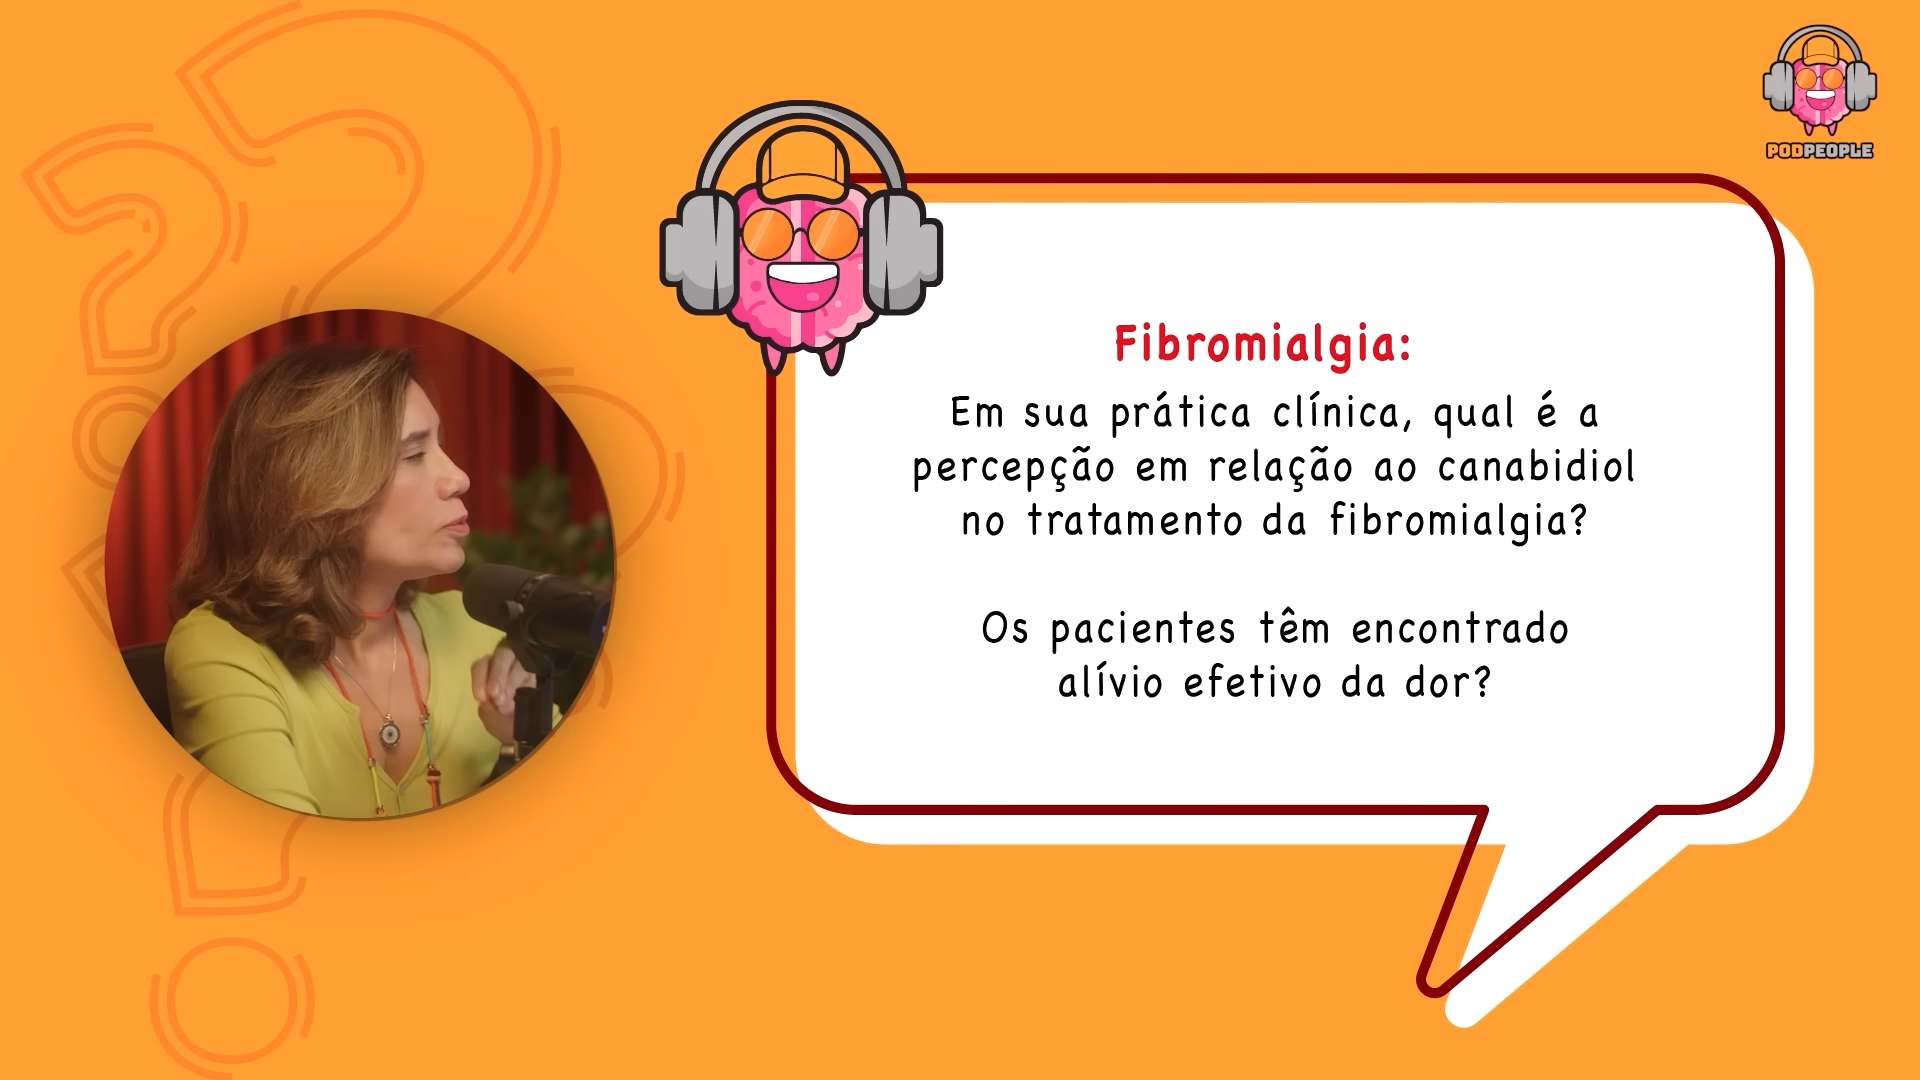 PODPEOPLE
Fibromialgia:
Em sua prática clínica, qual é a
percepção em relação ao canabidiol
no tratamento da fibromialgia?
Os pacientes têm encontrado
alívio efetivo da dor?